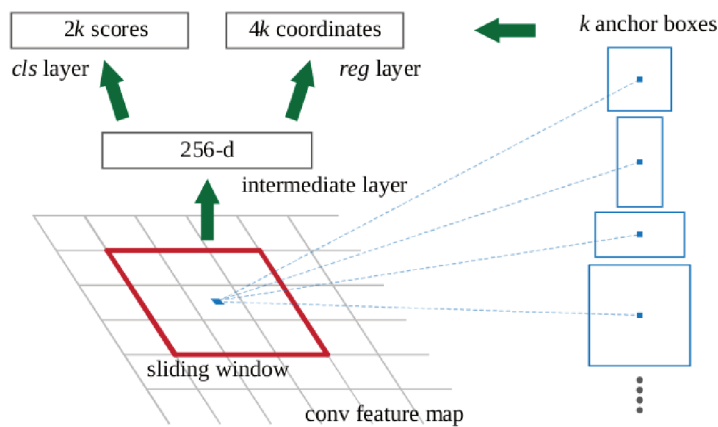 2k scores
4k coordinates
k anchor boxes
cls layer
reg layer
256-d
intermediate layer
sliding window
conv feature map